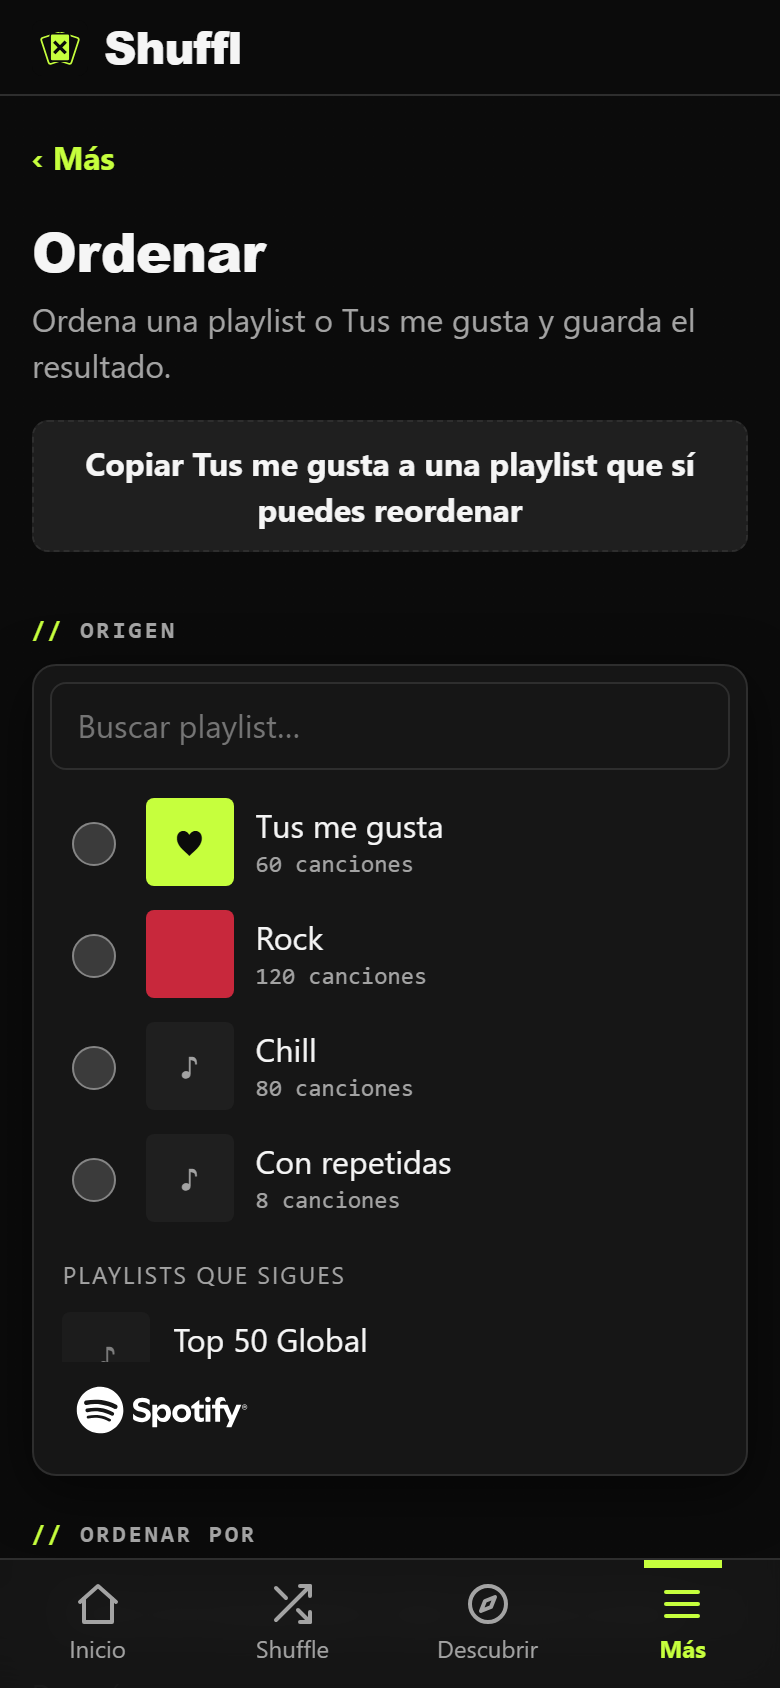 Shuffl
‹ Más
Ordenar
Ordena una playlist o Tus me gusta y guarda el
resultado.
Copiar Tus me gusta a una playlist que sí
puedes reordenar
// ORIGEN
Buscar playlist...
Tus me gusta
60 canciones
Rock
120 canciones
Chill
80 canciones
Con repetidas
8 canciones
PLAYLISTS QUE SIGUES
Top 50 Global
Spotify®
// ORDENAR POR
Inicio
Shuffle
Descubrir
Más